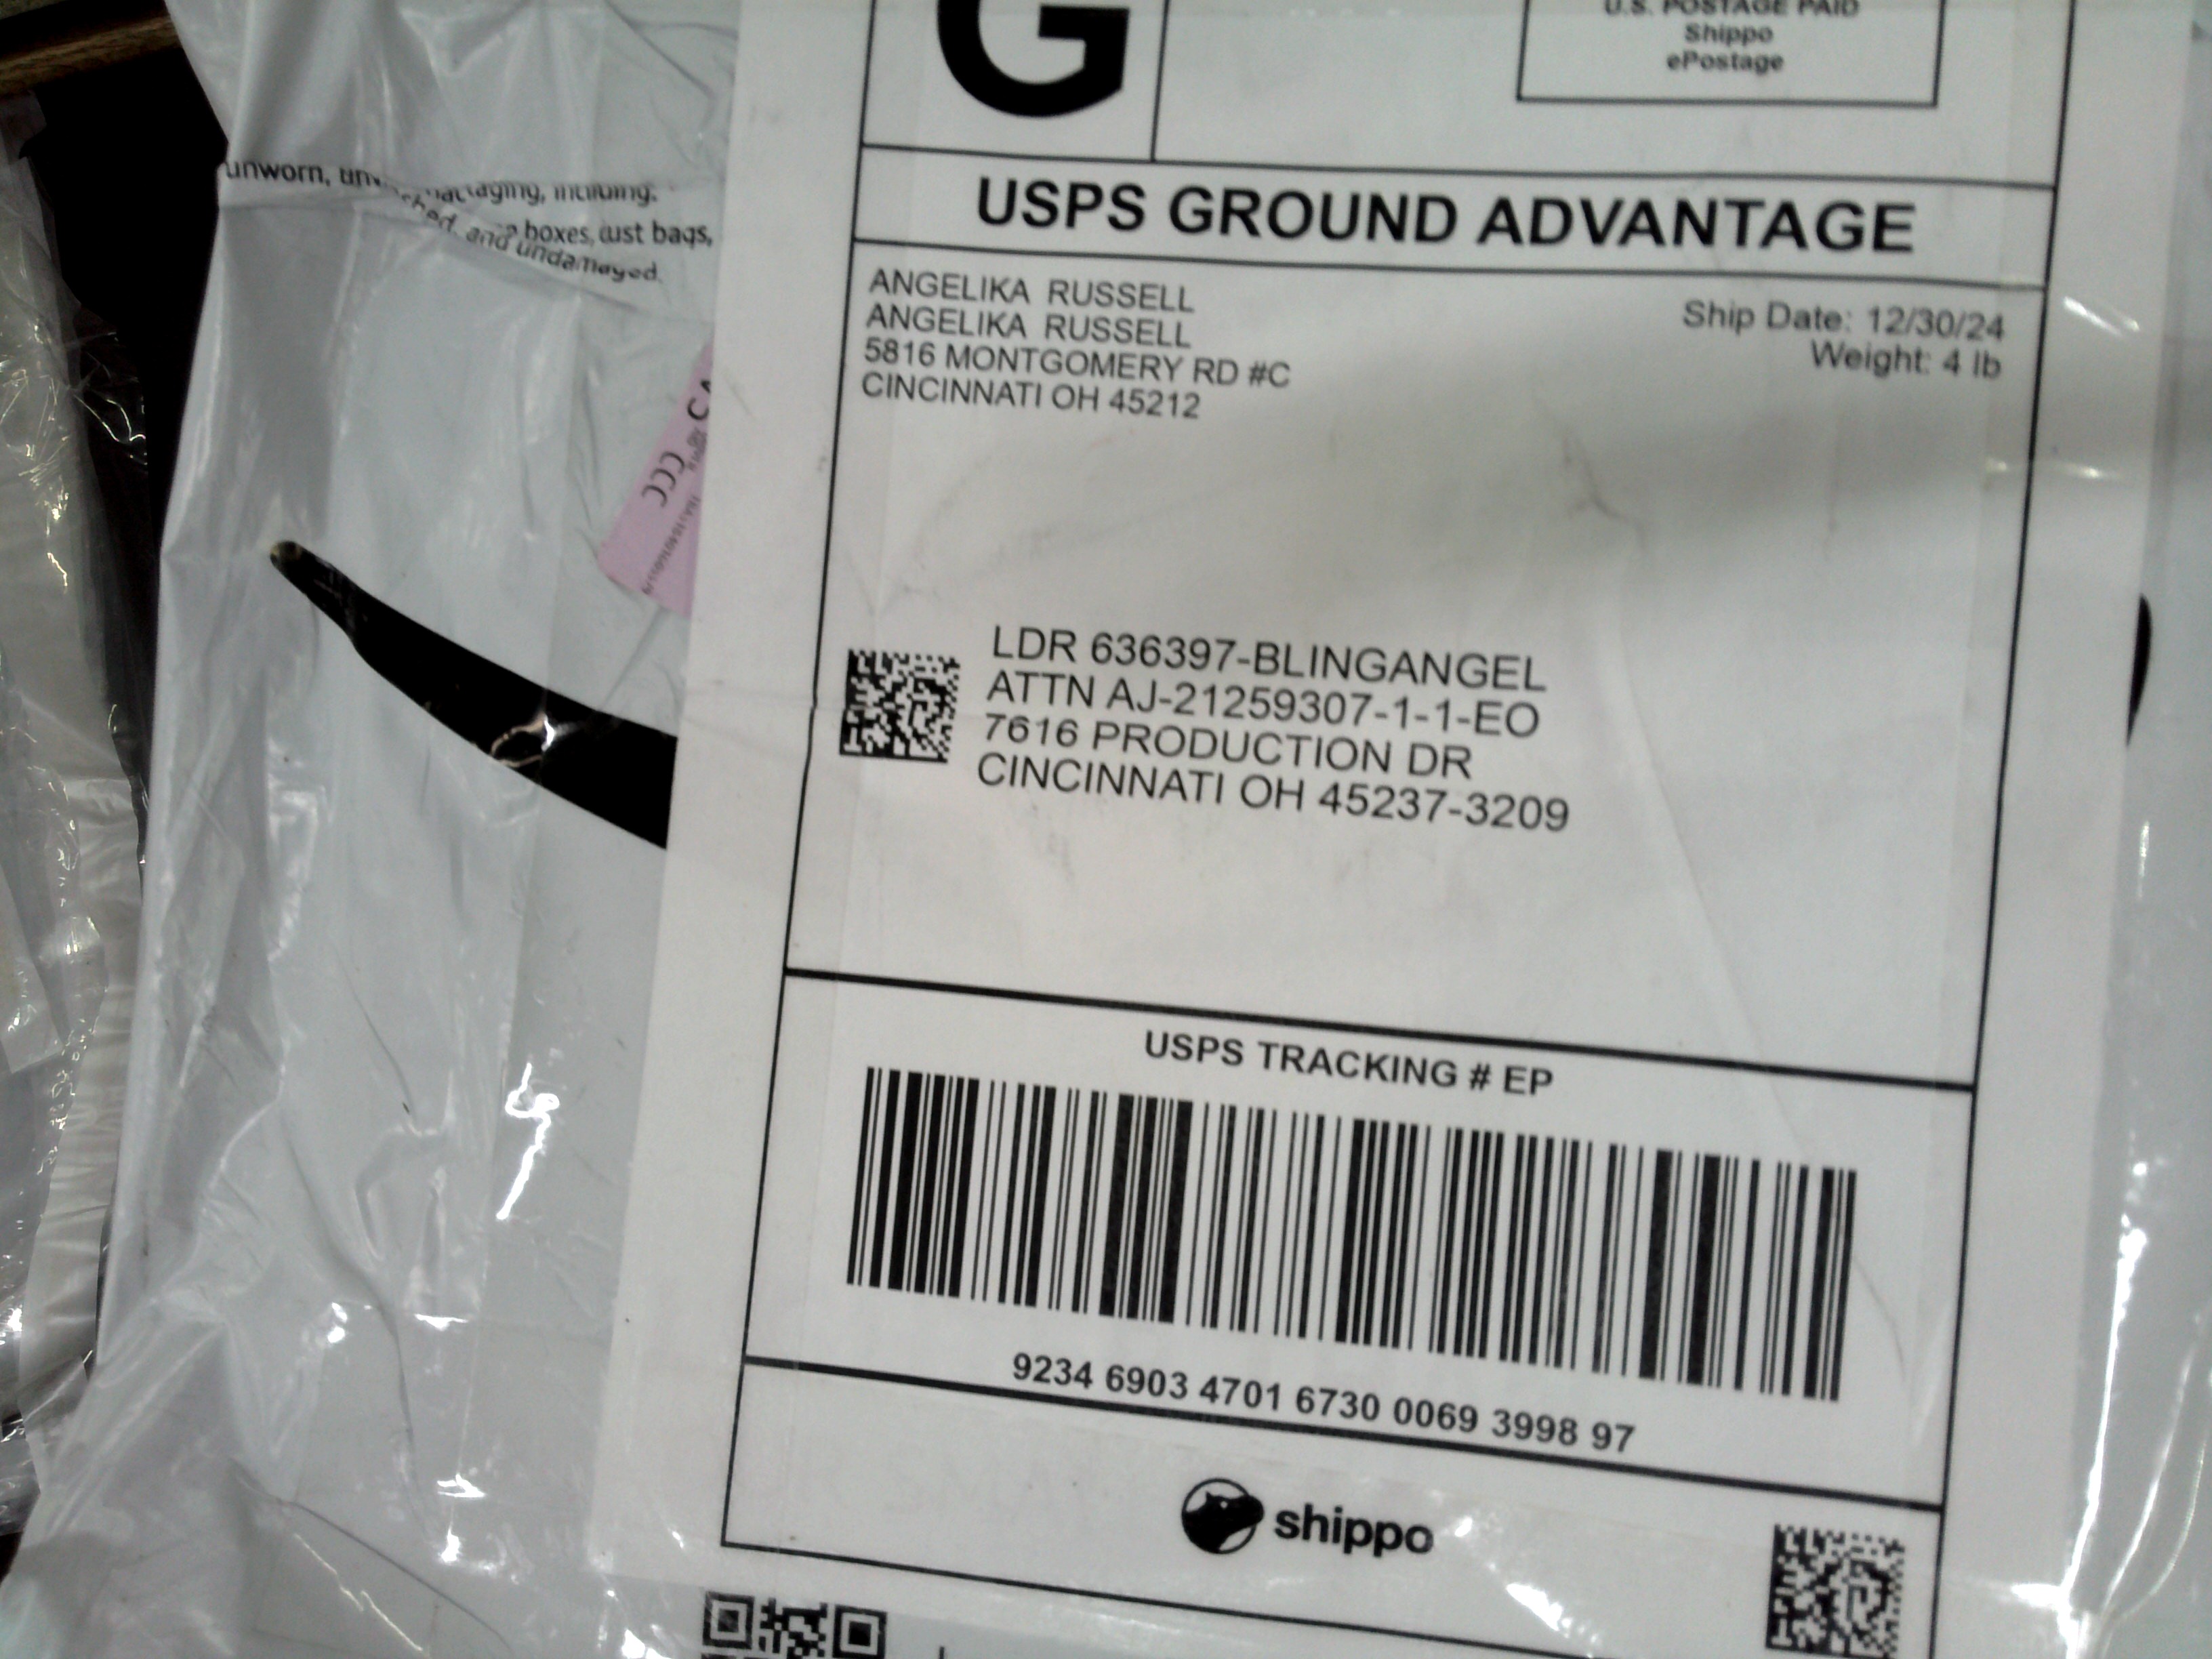 G
U.S. POSTAGE PAID
Shippo
ePostage
unworn,
packaging, including:
boxes, dust bags,
and undamaged.
USPS GROUND ADVANTAGE
ANGELIKA RUSSELL
ANGELIKA RUSSELL
5816 MONTGOMERY RD #C
CINCINNATI OH 45212
Ship Date: 12/30/24
Weight: 4 lb
LDR 636397-BLINGANGEL
ATTN AJ-21259307-1-1-EO
7616 PRODUCTION DR
CINCINNATI OH 45237-3209
USPS TRACKING # EP
9234 6903 4701 6730 0069 3998 97
shippo